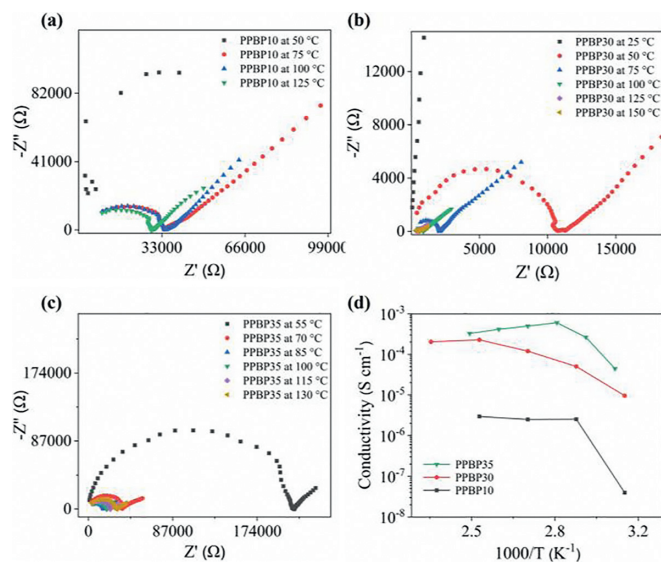 (a)
PPBP10 at 50 °C
PPBP10 at 75 °C
PPBP10 at 100 °C
PPBP10 at 125 °C
82000
41000
0
-Z'' (Ω)
33000 66000 99000
Z' (Ω)
(b)
PPBP30 at 25 °C
PPBP30 at 50 °C
PPBP30 at 75 °C
PPBP30 at 100 °C
PPBP30 at 125 °C
PPBP30 at 150 °C
12000
8000
4000
0
-Z'' (Ω)
5000 10000 15000
Z' (Ω)
(c)
PPBP35 at 55 °C
PPBP35 at 70 °C
PPBP35 at 85 °C
PPBP35 at 100 °C
PPBP35 at 115 °C
PPBP35 at 130 °C
174000
87000
0
-Z'' (Ω)
0 87000 174000
Z' (Ω)
(d)
10⁻³
10⁻⁴
10⁻⁵
10⁻⁶
10⁻⁷
10⁻⁸
Conductivity (S cm⁻¹)
PPBP35
PPBP30
PPBP10
2.5 2.8 3.1
1000/T (K⁻¹)